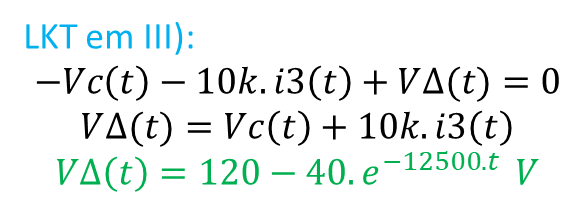 LKT em III):
−Vc(t) − 10k.i3(t) + VΔ(t) = 0
VΔ(t) = Vc(t) + 10k.i3(t)
VΔ(t) = 120 − 40.e^−12500.t V